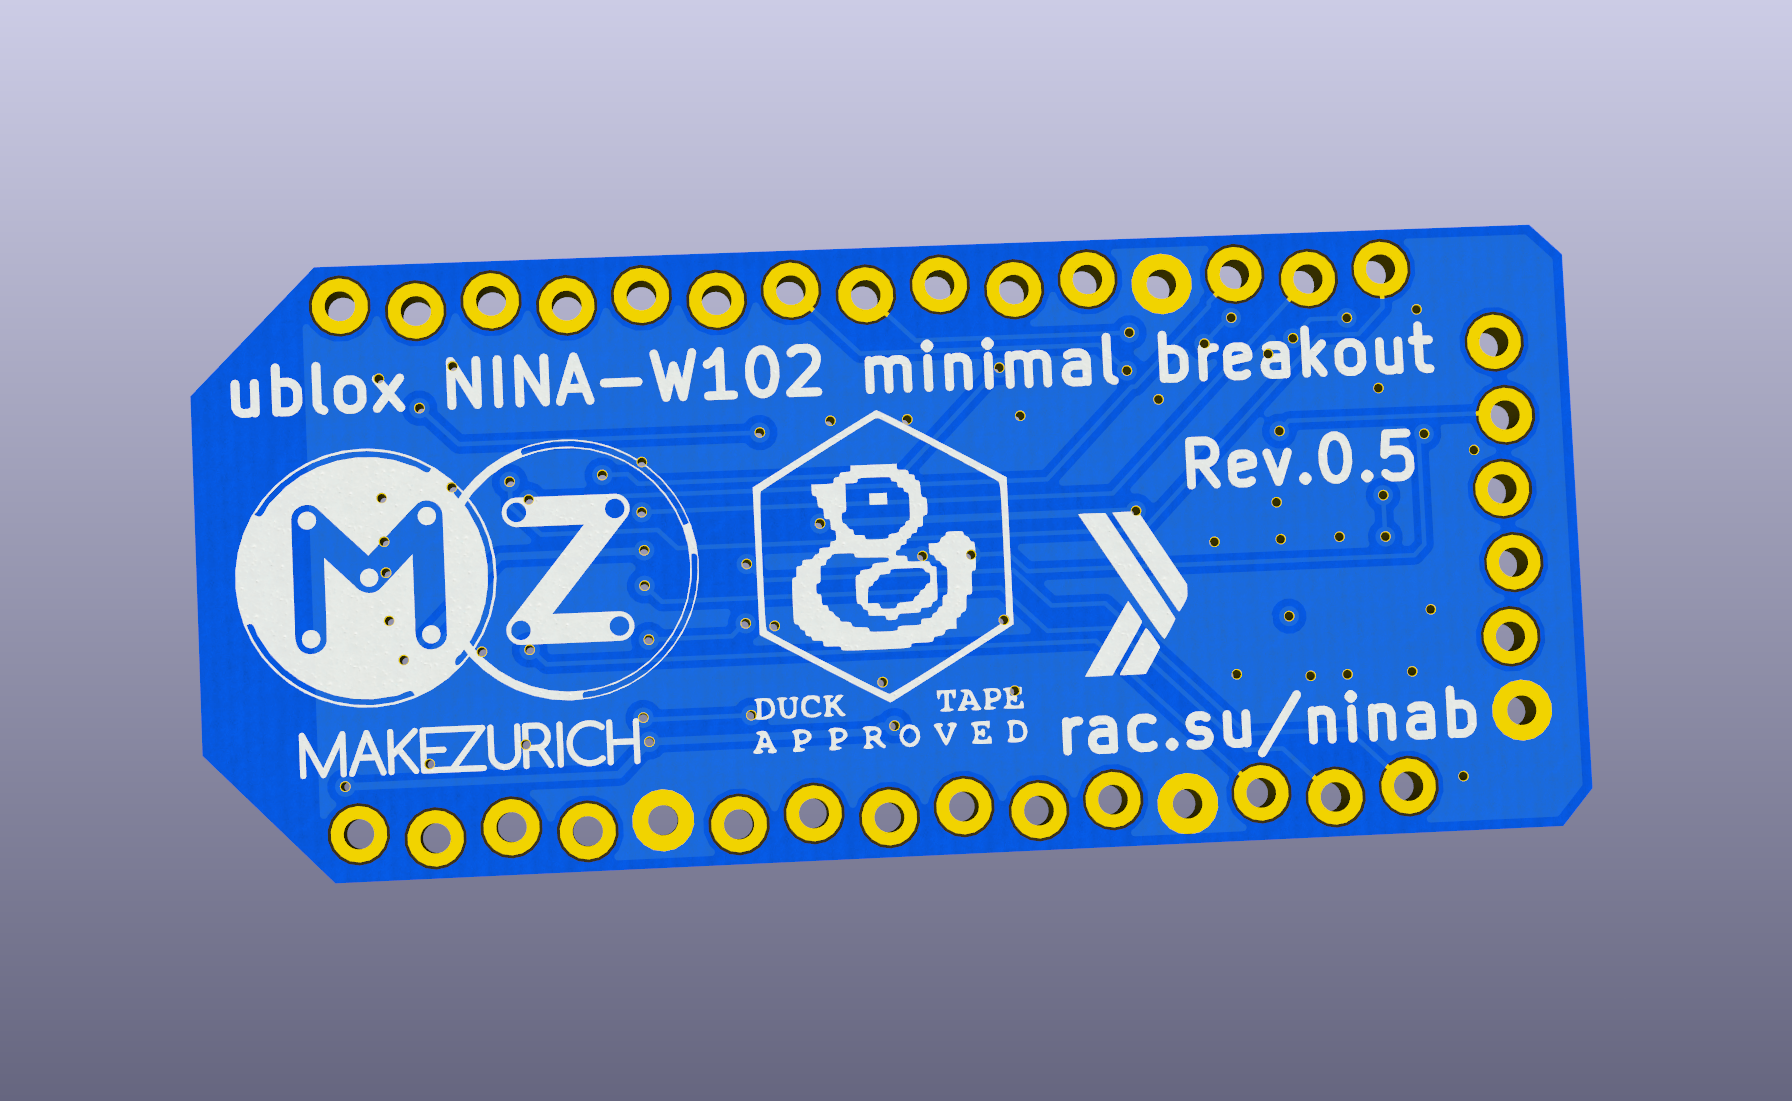 ublox NINA-W102 minimal breakout
Rev.0.5
MZ
MAKEZURICH
DUCK TAPE
APPROVED
rac.su/ninab